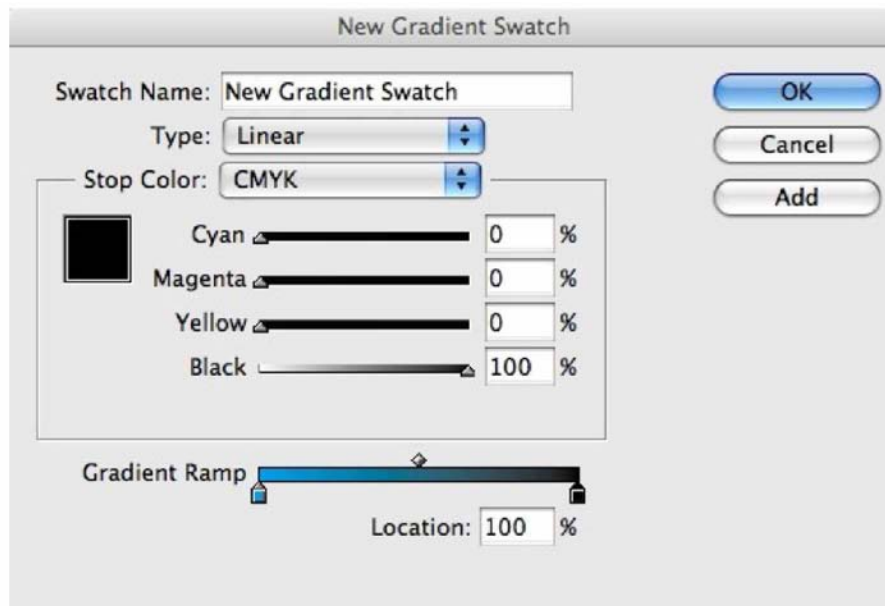 New Gradient Swatch
Swatch Name: New Gradient Swatch
OK
Type: Linear
Cancel
Stop Color: CMYK
Add
Cyan 0 %
Magenta 0 %
Yellow 0 %
Black 100 %
Gradient Ramp
Location: 100 %